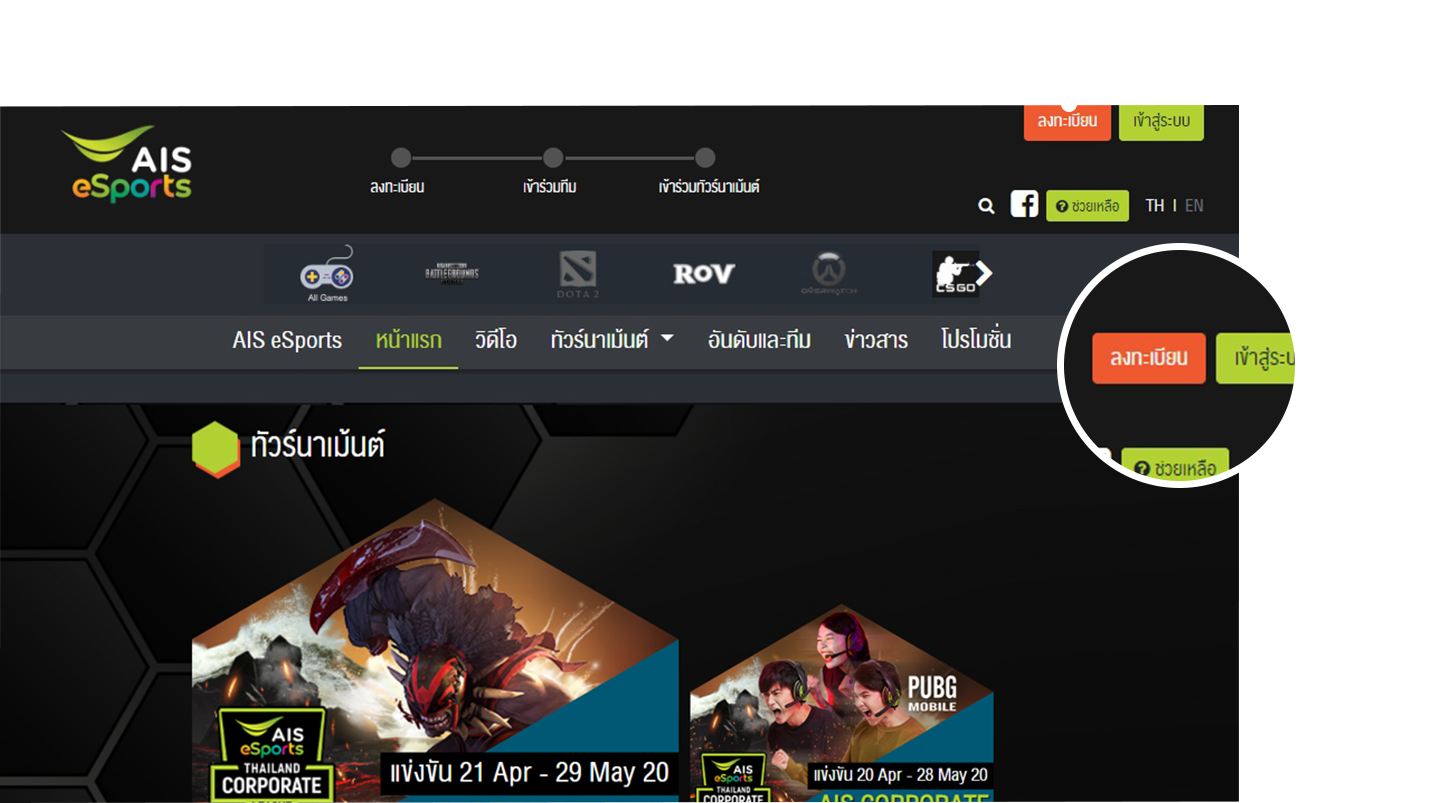 AIS
eSports
ลงทะเบียน
เข้าร่วมทีม
เข้าร่วมทัวร์นาเม้นต์
ลงทะเบียน
เข้าสู่ระบบ
ช่วยเหลือ
TH I EN
All Games
BATTLEGROUNDS
DOTA 2
ROV
OVERWATCH
CSGO
AIS eSports
หน้าแรก
วิดีโอ
ทัวร์นาเม้นต์
อันดับและทีม
ข่าวสาร
โปรโมชั่น
ลงทะเบียน
เข้าสู่ระบ
ช่วยเหลือ
ทัวร์นาเม้นต์
AIS
eSports
THAILAND
CORPORATE
แข่งขัน 21 Apr - 29 May 20
PUBG
MOBILE
AIS
eSports
THAILAND
CORPORATE
แข่งขัน 20 Apr - 28 May 20
AIS CORPORATE